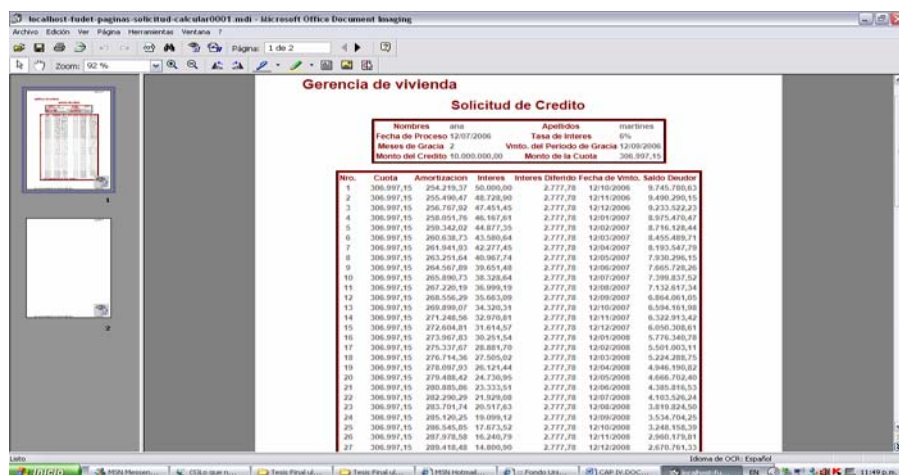 localhost-fudet-paginas-solicitud-calcular0001.mdi - Microsoft Office Document Imaging
Archivo Edición Ver Página Herramientas Ventana ?
Página: 1 de 2
Zoom: 92 %
Gerencia de vivienda
Solicitud de Credito
Nombres ana Apellidos martines
Fecha de Proceso 12/07/2006 Tasa de Interes 6%
Meses de Gracia 2 Vmto. del Periodo de Gracia 12/09/2006
Monto del Credito 10.000.000,00 Monto de la Cuota 306.997,15
Nro. Cuota Amortizacion Interes Interes Diferido Fecha de Vmto. Saldo Deudor
1 306.997,15 254.219,37 50.000,00 2.777,78 12/10/2006 9.745.780,63
2 306.997,15 255.490,47 48.728,90 2.777,78 12/11/2006 9.490.290,15
3 306.997,15 256.767,92 47.451,45 2.777,78 12/12/2006 9.233.522,23
4 306.997,15 258.051,76 46.167,61 2.777,78 12/01/2007 8.975.470,47
5 306.997,15 259.342,02 44.877,35 2.777,78 12/02/2007 8.716.128,44
6 306.997,15 260.638,73 43.580,64 2.777,78 12/03/2007 8.455.489,71
7 306.997,15 261.941,93 42.277,45 2.777,78 12/04/2007 8.193.547,79
8 306.997,15 263.251,64 40.967,74 2.777,78 12/05/2007 7.930.296,15
9 306.997,15 264.567,89 39.651,48 2.777,78 12/06/2007 7.665.728,26
10 306.997,15 265.890,73 38.328,64 2.777,78 12/07/2007 7.399.837,52
11 306.997,15 267.220,19 36.999,19 2.777,78 12/08/2007 7.132.617,34
12 306.997,15 268.556,29 35.663,09 2.777,78 12/09/2007 6.864.061,05
13 306.997,15 269.899,07 34.320,31 2.777,78 12/10/2007 6.594.161,98
14 306.997,15 271.248,56 32.970,81 2.777,78 12/11/2007 6.322.913,42
15 306.997,15 272.604,81 31.614,57 2.777,78 12/12/2007 6.050.308,61
16 306.997,15 273.967,83 30.251,54 2.777,78 12/01/2008 5.776.340,78
17 306.997,15 275.337,67 28.881,70 2.777,78 12/02/2008 5.501.003,11
18 306.997,15 276.714,36 27.505,02 2.777,78 12/03/2008 5.224.288,75
19 306.997,15 278.097,93 26.121,44 2.777,78 12/04/2008 4.946.190,82
20 306.997,15 279.488,42 24.730,95 2.777,78 12/05/2008 4.666.702,40
21 306.997,15 280.885,86 23.333,51 2.777,78 12/06/2008 4.385.816,53
22 306.997,15 282.290,29 21.929,08 2.777,78 12/07/2008 4.103.526,24
23 306.997,15 283.701,74 20.517,63 2.777,78 12/08/2008 3.819.824,50
24 306.997,15 285.120,25 19.099,12 2.777,78 12/09/2008 3.534.704,25
25 306.997,15 286.545,85 17.673,52 2.777,78 12/10/2008 3.248.158,39
26 306.997,15 287.978,58 16.240,79 2.777,78 12/11/2008 2.960.179,81
27 306.997,15 289.418,48 14.800,90 2.777,78 12/12/2008 2.670.761,33
1
2
Listo
Idioma de OCR: Español
Inicio
MSN Messen...
CSILo que n...
Tesis Final ul...
Tesis Final ul...
MSN Hotmail...
:: Fondo Uni...
CAP IV.DOC...
localhost-fu...
EN
11:49 p.m.